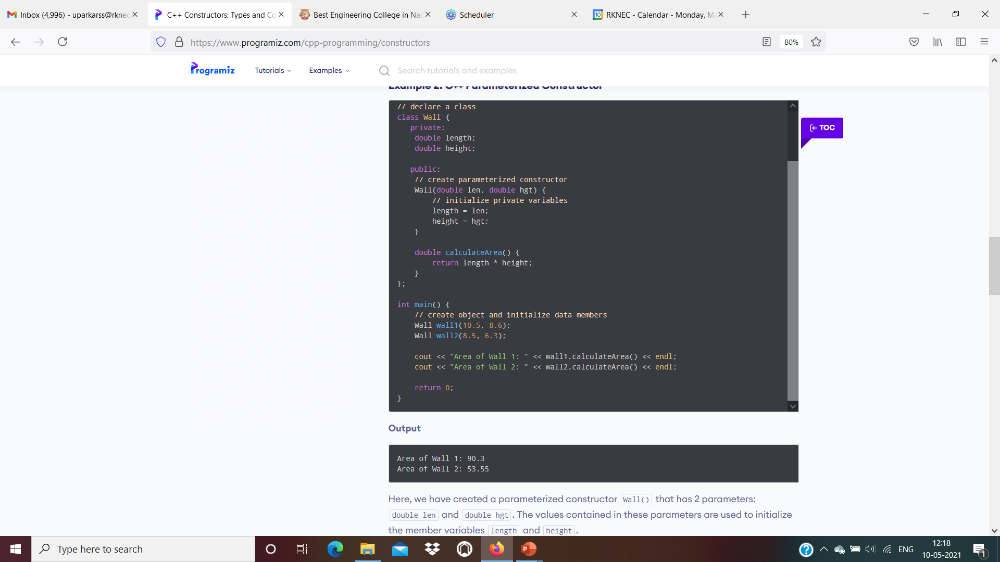 Inbox (4,996) - uparkarss@rknec
C++ Constructors: Types and Co
Best Engineering College in Nag
Scheduler
RKNEC - Calendar - Monday, Ma
https://www.programiz.com/cpp-programming/constructors
80%
Programiz
Tutorials
Examples
Search tutorials and examples
Example 2: C++ Parameterized Constructor
// declare a class
class Wall {
private:
double length;
double height;
public:
// create parameterized constructor
Wall(double len, double hgt) {
// initialize private variables
length = len;
height = hgt;
}
double calculateArea() {
return length * height;
}
};
int main() {
// create object and initialize data members
Wall wall1(10.5, 8.6);
Wall wall2(8.5, 6.3);
cout << "Area of Wall 1: " << wall1.calculateArea() << endl;
cout << "Area of Wall 2: " << wall2.calculateArea() << endl;
return 0;
}
TOC
Output
Area of Wall 1: 90.3
Area of Wall 2: 53.55
Here, we have created a parameterized constructor Wall() that has 2 parameters:
double len and double hgt. The values contained in these parameters are used to initialize
the member variables length and height.
Type here to search
ENG
12:18
10-05-2021
1